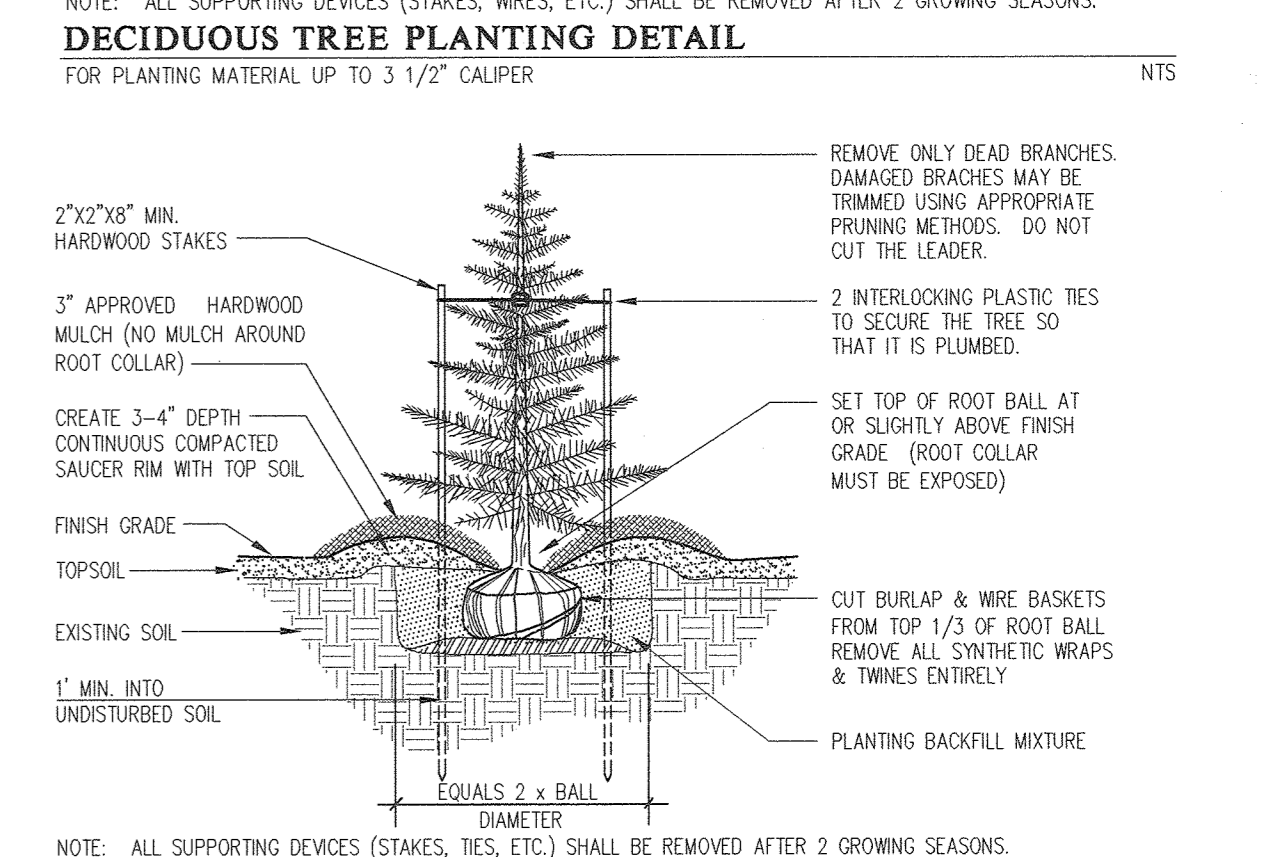 NOTE: ALL SUPPORTING DEVICES (STAKES, WIRES, ETC.) SHALL BE REMOVED AFTER 2 GROWING SEASONS.
DECIDUOUS TREE PLANTING DETAIL
FOR PLANTING MATERIAL UP TO 3 1/2" CALIPER
NTS
2"X2"X8" MIN.
HARDWOOD STAKES
3" APPROVED HARDWOOD
MULCH (NO MULCH AROUND
ROOT COLLAR)
CREATE 3-4" DEPTH
CONTINUOUS COMPACTED
SAUCER RIM WITH TOP SOIL
FINISH GRADE
TOPSOIL
EXISTING SOIL
1' MIN. INTO
UNDISTURBED SOIL
REMOVE ONLY DEAD BRANCHES.
DAMAGED BRACHES MAY BE
TRIMMED USING APPROPRIATE
PRUNING METHODS. DO NOT
CUT THE LEADER.
2 INTERLOCKING PLASTIC TIES
TO SECURE THE TREE SO
THAT IT IS PLUMBED.
SET TOP OF ROOT BALL AT
OR SLIGHTLY ABOVE FINISH
GRADE (ROOT COLLAR
MUST BE EXPOSED)
CUT BURLAP & WIRE BASKETS
FROM TOP 1/3 OF ROOT BALL
REMOVE ALL SYNTHETIC WRAPS
& TWINES ENTIRELY
PLANTING BACKFILL MIXTURE
EQUALS 2 x BALL
DIAMETER
NOTE: ALL SUPPORTING DEVICES (STAKES, TIES, ETC.) SHALL BE REMOVED AFTER 2 GROWING SEASONS.